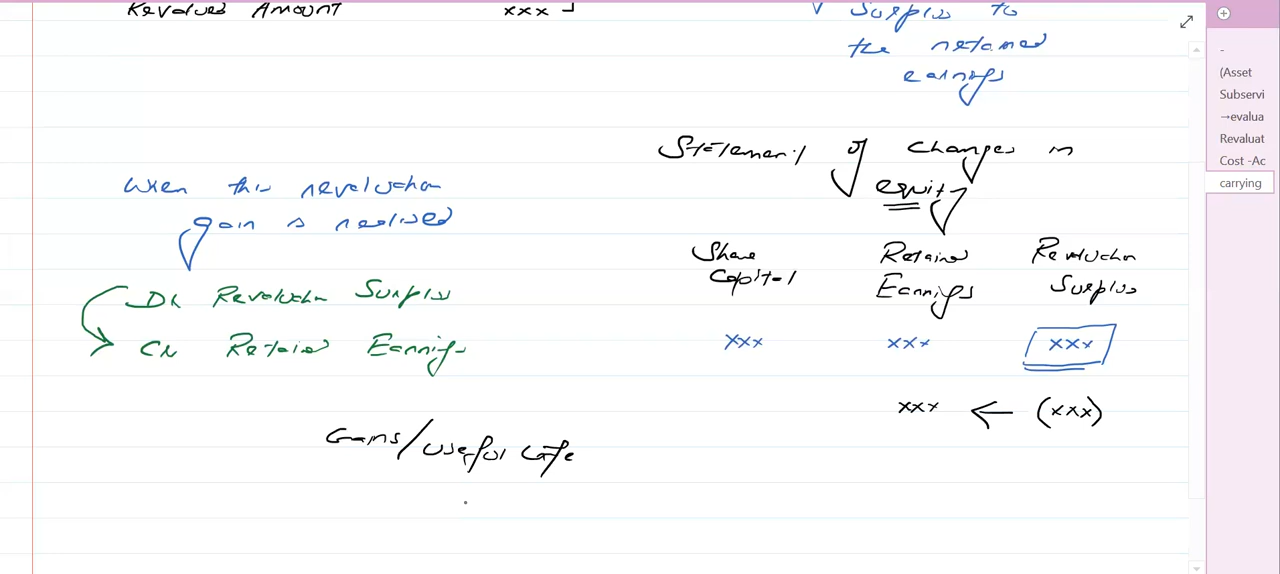 Revalued Amount xxx
Surplus to
the retained
earnings
Statement of changes in
equity
When this revaluation
gain is realised
Share Capital
Retained Earnings
Revaluation Surplus
Dr Revaluation Surplus
Cr Retained Earnings
xxx xxx xxx
xxx ← (xxx)
Gains/Useful Life
-
(Asset
Subservi
→evalua
Revaluat
Cost -Ac
carrying